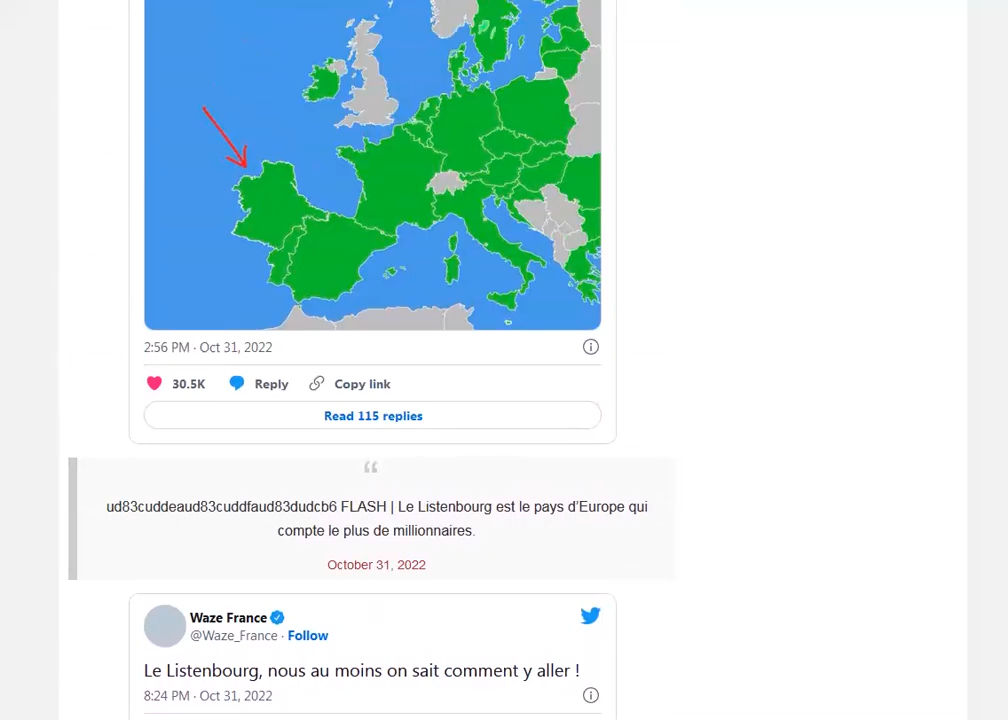 2:56 PM · Oct 31, 2022
30.5K Reply Copy link
Read 115 replies
“
ud83cuddeaud83cuddfaud83dudcb6 FLASH | Le Listenbourg est le pays d’Europe qui
compte le plus de millionnaires.
October 31, 2022
Waze France
@Waze_France · Follow
Le Listenbourg, nous au moins on sait comment y aller !
8:24 PM · Oct 31, 2022